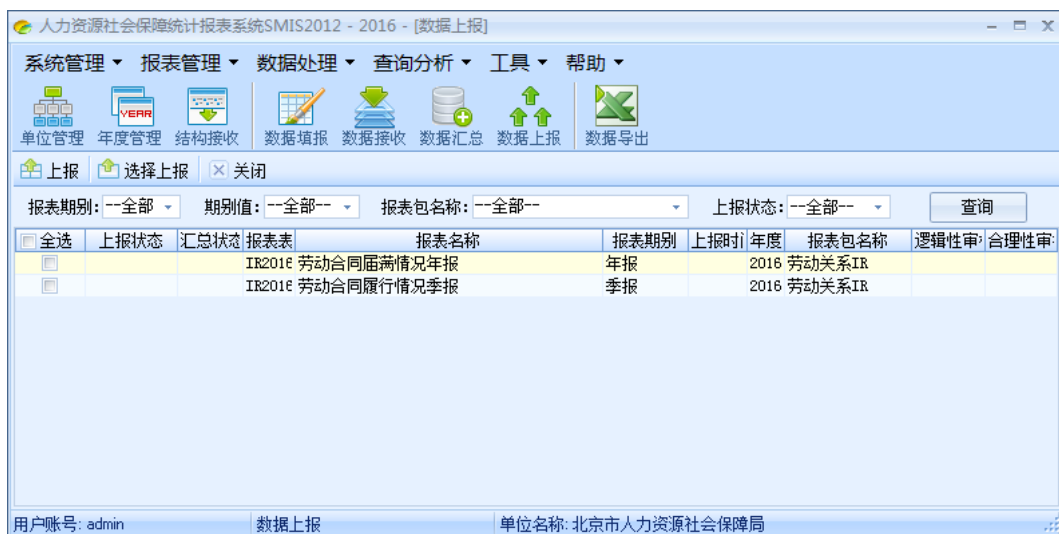 人力资源社会保障统计报表系统SMIS2012 - 2016 - [数据上报]
系统管理 报表管理 数据处理 查询分析 工具 帮助
YEAR
单位管理 年度管理 结构接收 数据填报 数据接收 数据汇总 数据上报 数据导出
上报 选择上报 关闭
报表期别: --全部 期别值: --全部-- 报表包名称: --全部-- 上报状态: --全部-- 查询
全选 上报状态 汇总状态 报表表 报表名称 报表期别 上报时 年度 报表包名称 逻辑性审 合理性审
IR2016 劳动合同届满情况年报 年报 2016 劳动关系IR
IR2016 劳动合同履行情况季报 季报 2016 劳动关系IR
用户账号: admin 数据上报 单位名称: 北京市人力资源社会保障局